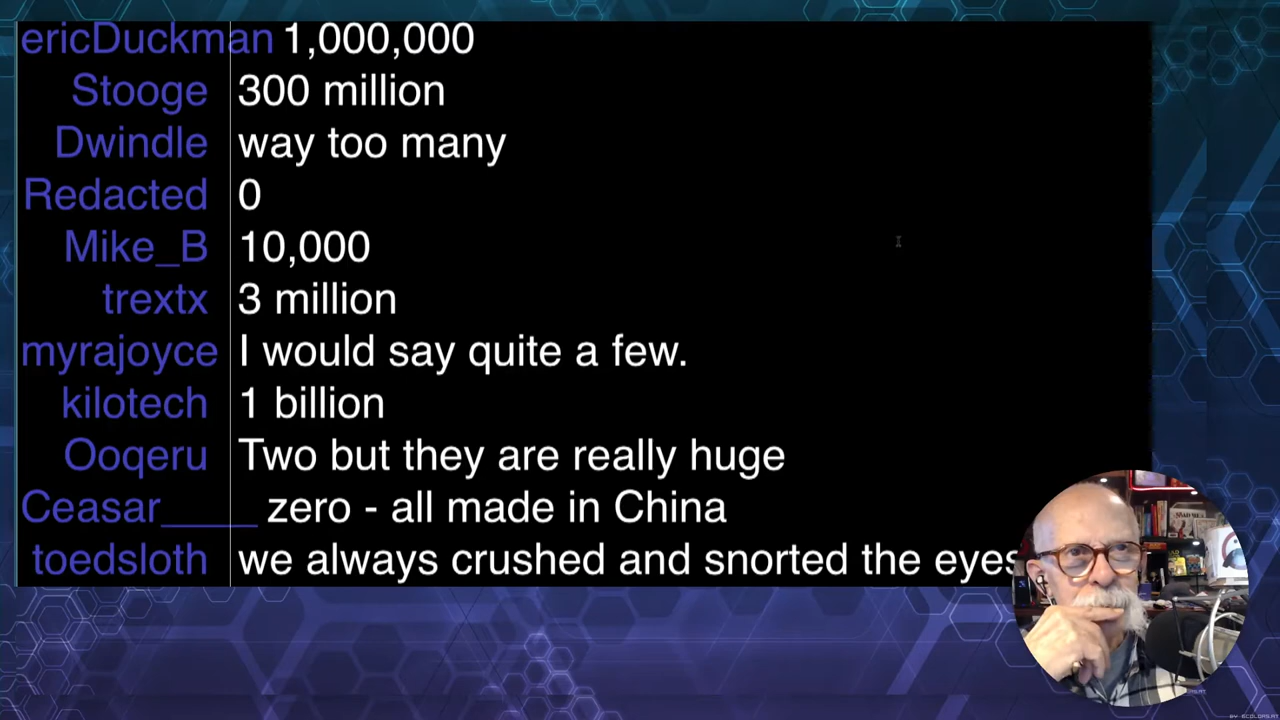 ericDuckman 1,000,000
Stooge 300 million
Dwindle way too many
Redacted 0
Mike_B 10,000
trextx 3 million
myrajoyce I would say quite a few.
kilotech 1 billion
Ooqeru Two but they are really huge
Ceasar____ zero - all made in China
toedsloth we always crushed and snorted the eyes